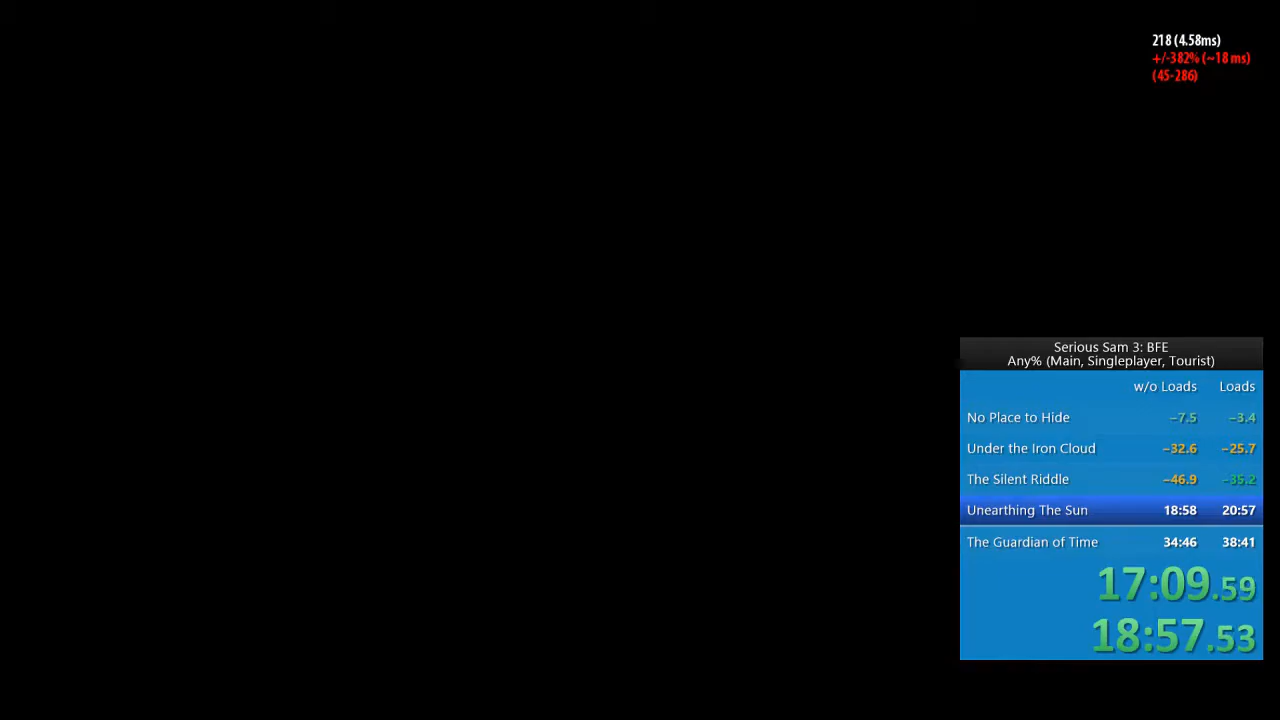 218 (4.58ms)
+/-382% (~18 ms)
(45-286)
Serious Sam 3: BFE
Any% (Main, Singleplayer, Tourist)
w/o Loads Loads
No Place to Hide −7.5 −3.4
Under the Iron Cloud −32.6 −25.7
The Silent Riddle −46.9 −35.2
Unearthing The Sun 18:58 20:57
The Guardian of Time 34:46 38:41
17:09.59
18:57.53